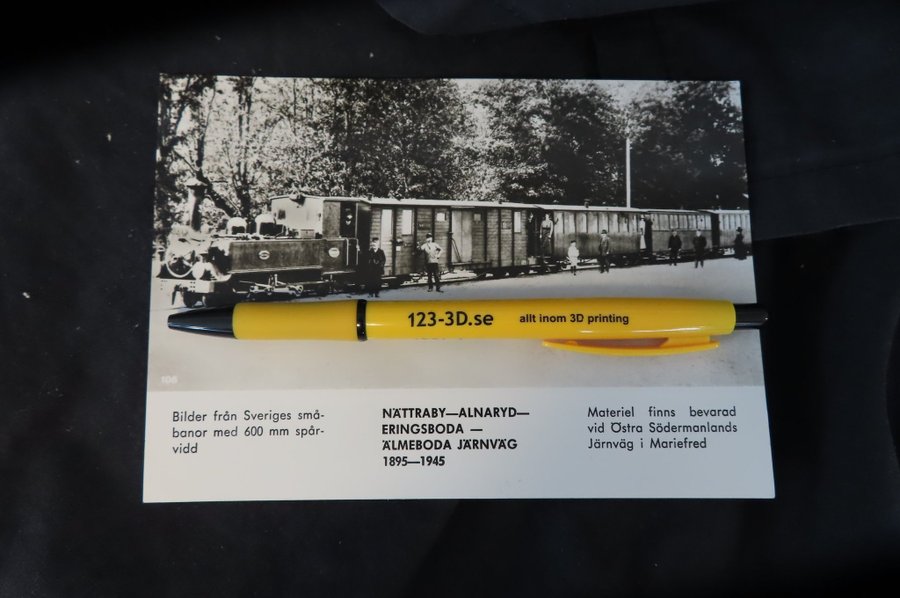 123-3D.se allt inom 3D printing
106
Bilder från Sveriges små-
banor med 600 mm spår-
vidd
NÄTTRABY—ALNARYD—
ERINGSBODA —
ÄLMEBODA JÄRNVÄG
1895—1945
Materiel finns bevarad
vid Östra Södermanlands
Järnväg i Mariefred